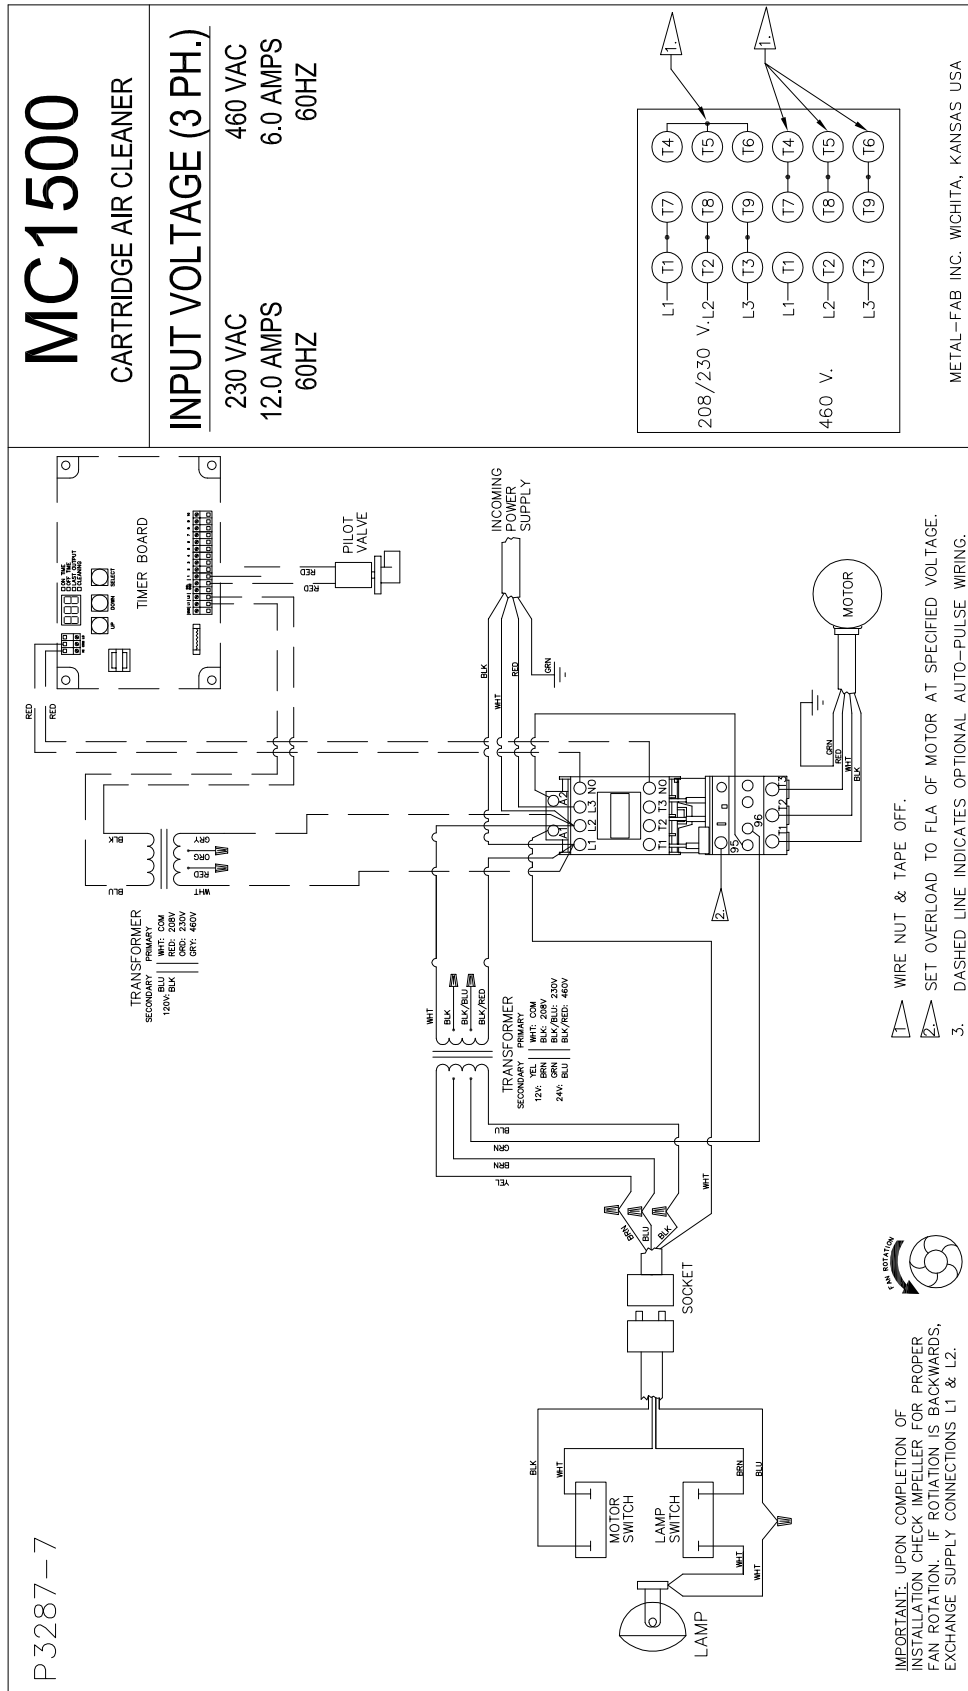 P3287-7
MC1500
CARTRIDGE AIR CLEANER
INPUT VOLTAGE (3 PH.)
230 VAC
12.0 AMPS
60HZ
460 VAC
6.0 AMPS
60HZ
208/230 V.
L1
T1
T7
T4
L2
T2
T8
T5
L3
T3
T9
T6
1.
460 V.
L1
T1
T7
T4
L2
T2
T8
T5
L3
T3
T9
T6
1.
METAL-FAB INC. WICHITA, KANSAS USA
TIMER BOARD
ON TIME
OFF TIME
LAST OUTPUT
CLEANING
UP
DOWN
SELECT
RED
RED
PILOT
VALVE
RED
RED
BLU
BLK
WHT
RED
ORG
GRY
TRANSFORMER
SECONDARY PRIMARY
BLU WHT: COM
120V: BLK RED: 208V
ORD: 230V
GRY: 460V
INCOMING
POWER
SUPPLY
BLK
WHT
RED
GRN
A1
A2
L1
L2
L3
NO
T1
T2
T3
NO
95
96
T1
T2
T3
2.
GRN
RED
WHT
BLK
MOTOR
WHT
BLK
BLK/BLU
BLK/RED
TRANSFORMER
SECONDARY PRIMARY
YEL WHT: COM
12V: BRN BLK: 208V
GRN BLK/BLU: 230V
24V: BLU BLK/RED: 460V
YEL
BRN
GRN
BLU
WHT
BRN
BLU
BLK
SOCKET
BLK
WHT
MOTOR
SWITCH
LAMP
SWITCH
BRN
BLU
WHT
WHT
LAMP
FAN ROTATION
IMPORTANT: UPON COMPLETION OF
INSTALLATION CHECK IMPELLER FOR PROPER
FAN ROTATION. IF ROTIATION IS BACKWARDS,
EXCHANGE SUPPLY CONNECTIONS L1 & L2.
1 WIRE NUT & TAPE OFF.
2. SET OVERLOAD TO FLA OF MOTOR AT SPECIFIED VOLTAGE.
3. DASHED LINE INDICATES OPTIONAL AUTO-PULSE WIRING.